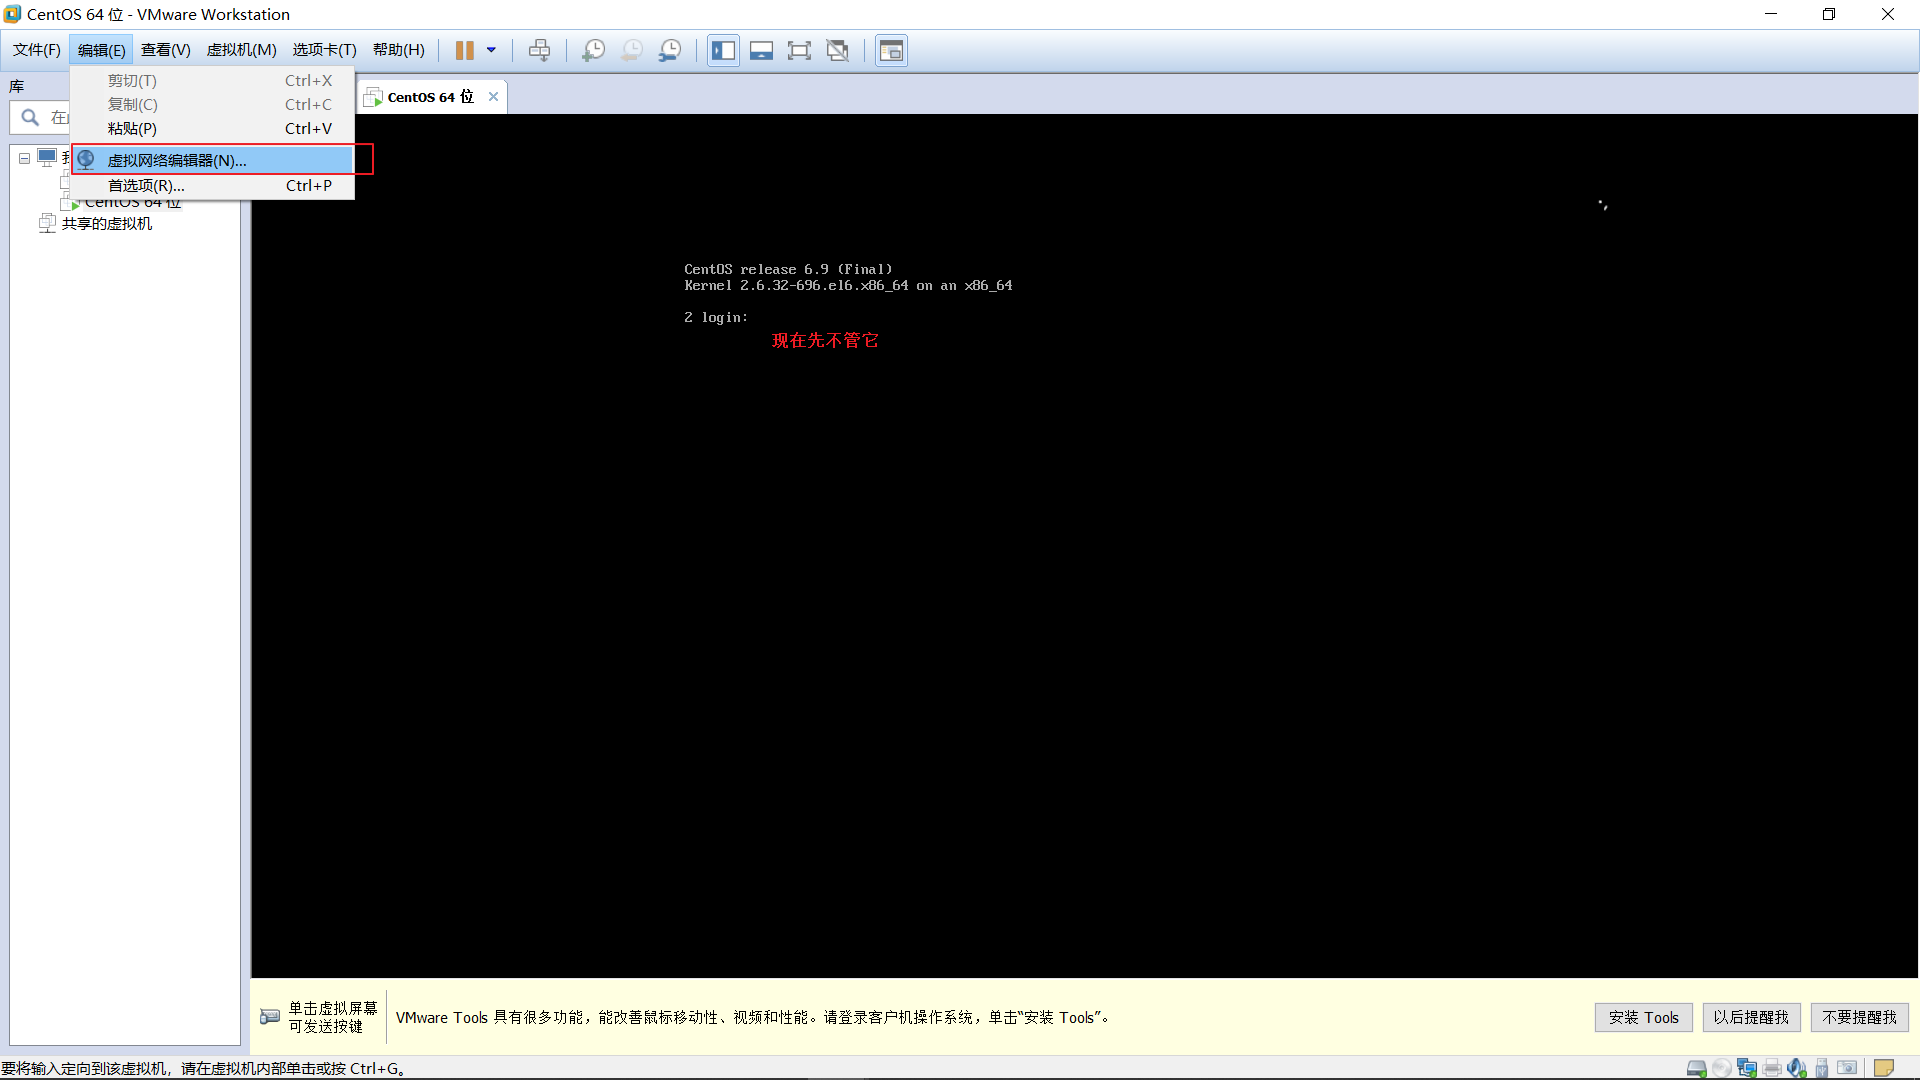 CentOS 64 位 - VMware Workstation
文件(F) 编辑(E) 查看(V) 虚拟机(M) 选项卡(T) 帮助(H)
库
剪切(T) Ctrl+X
复制(C) Ctrl+C
粘贴(P) Ctrl+V
虚拟网络编辑器(N)...
首选项(R)... Ctrl+P
在
CentOS 64 位
CentOS 64 位
共享的虚拟机
CentOS release 6.9 (Final)
Kernel 2.6.32-696.el6.x86_64 on an x86_64
2 login:
现在先不管它
单击虚拟屏幕
可发送按键
VMware Tools 具有很多功能，能改善鼠标移动性、视频和性能。请登录客户机操作系统，单击“安装 Tools”。
安装 Tools 以后提醒我 不要提醒我
要将输入定向到该虚拟机，请在虚拟机内部单击或按 Ctrl+G。